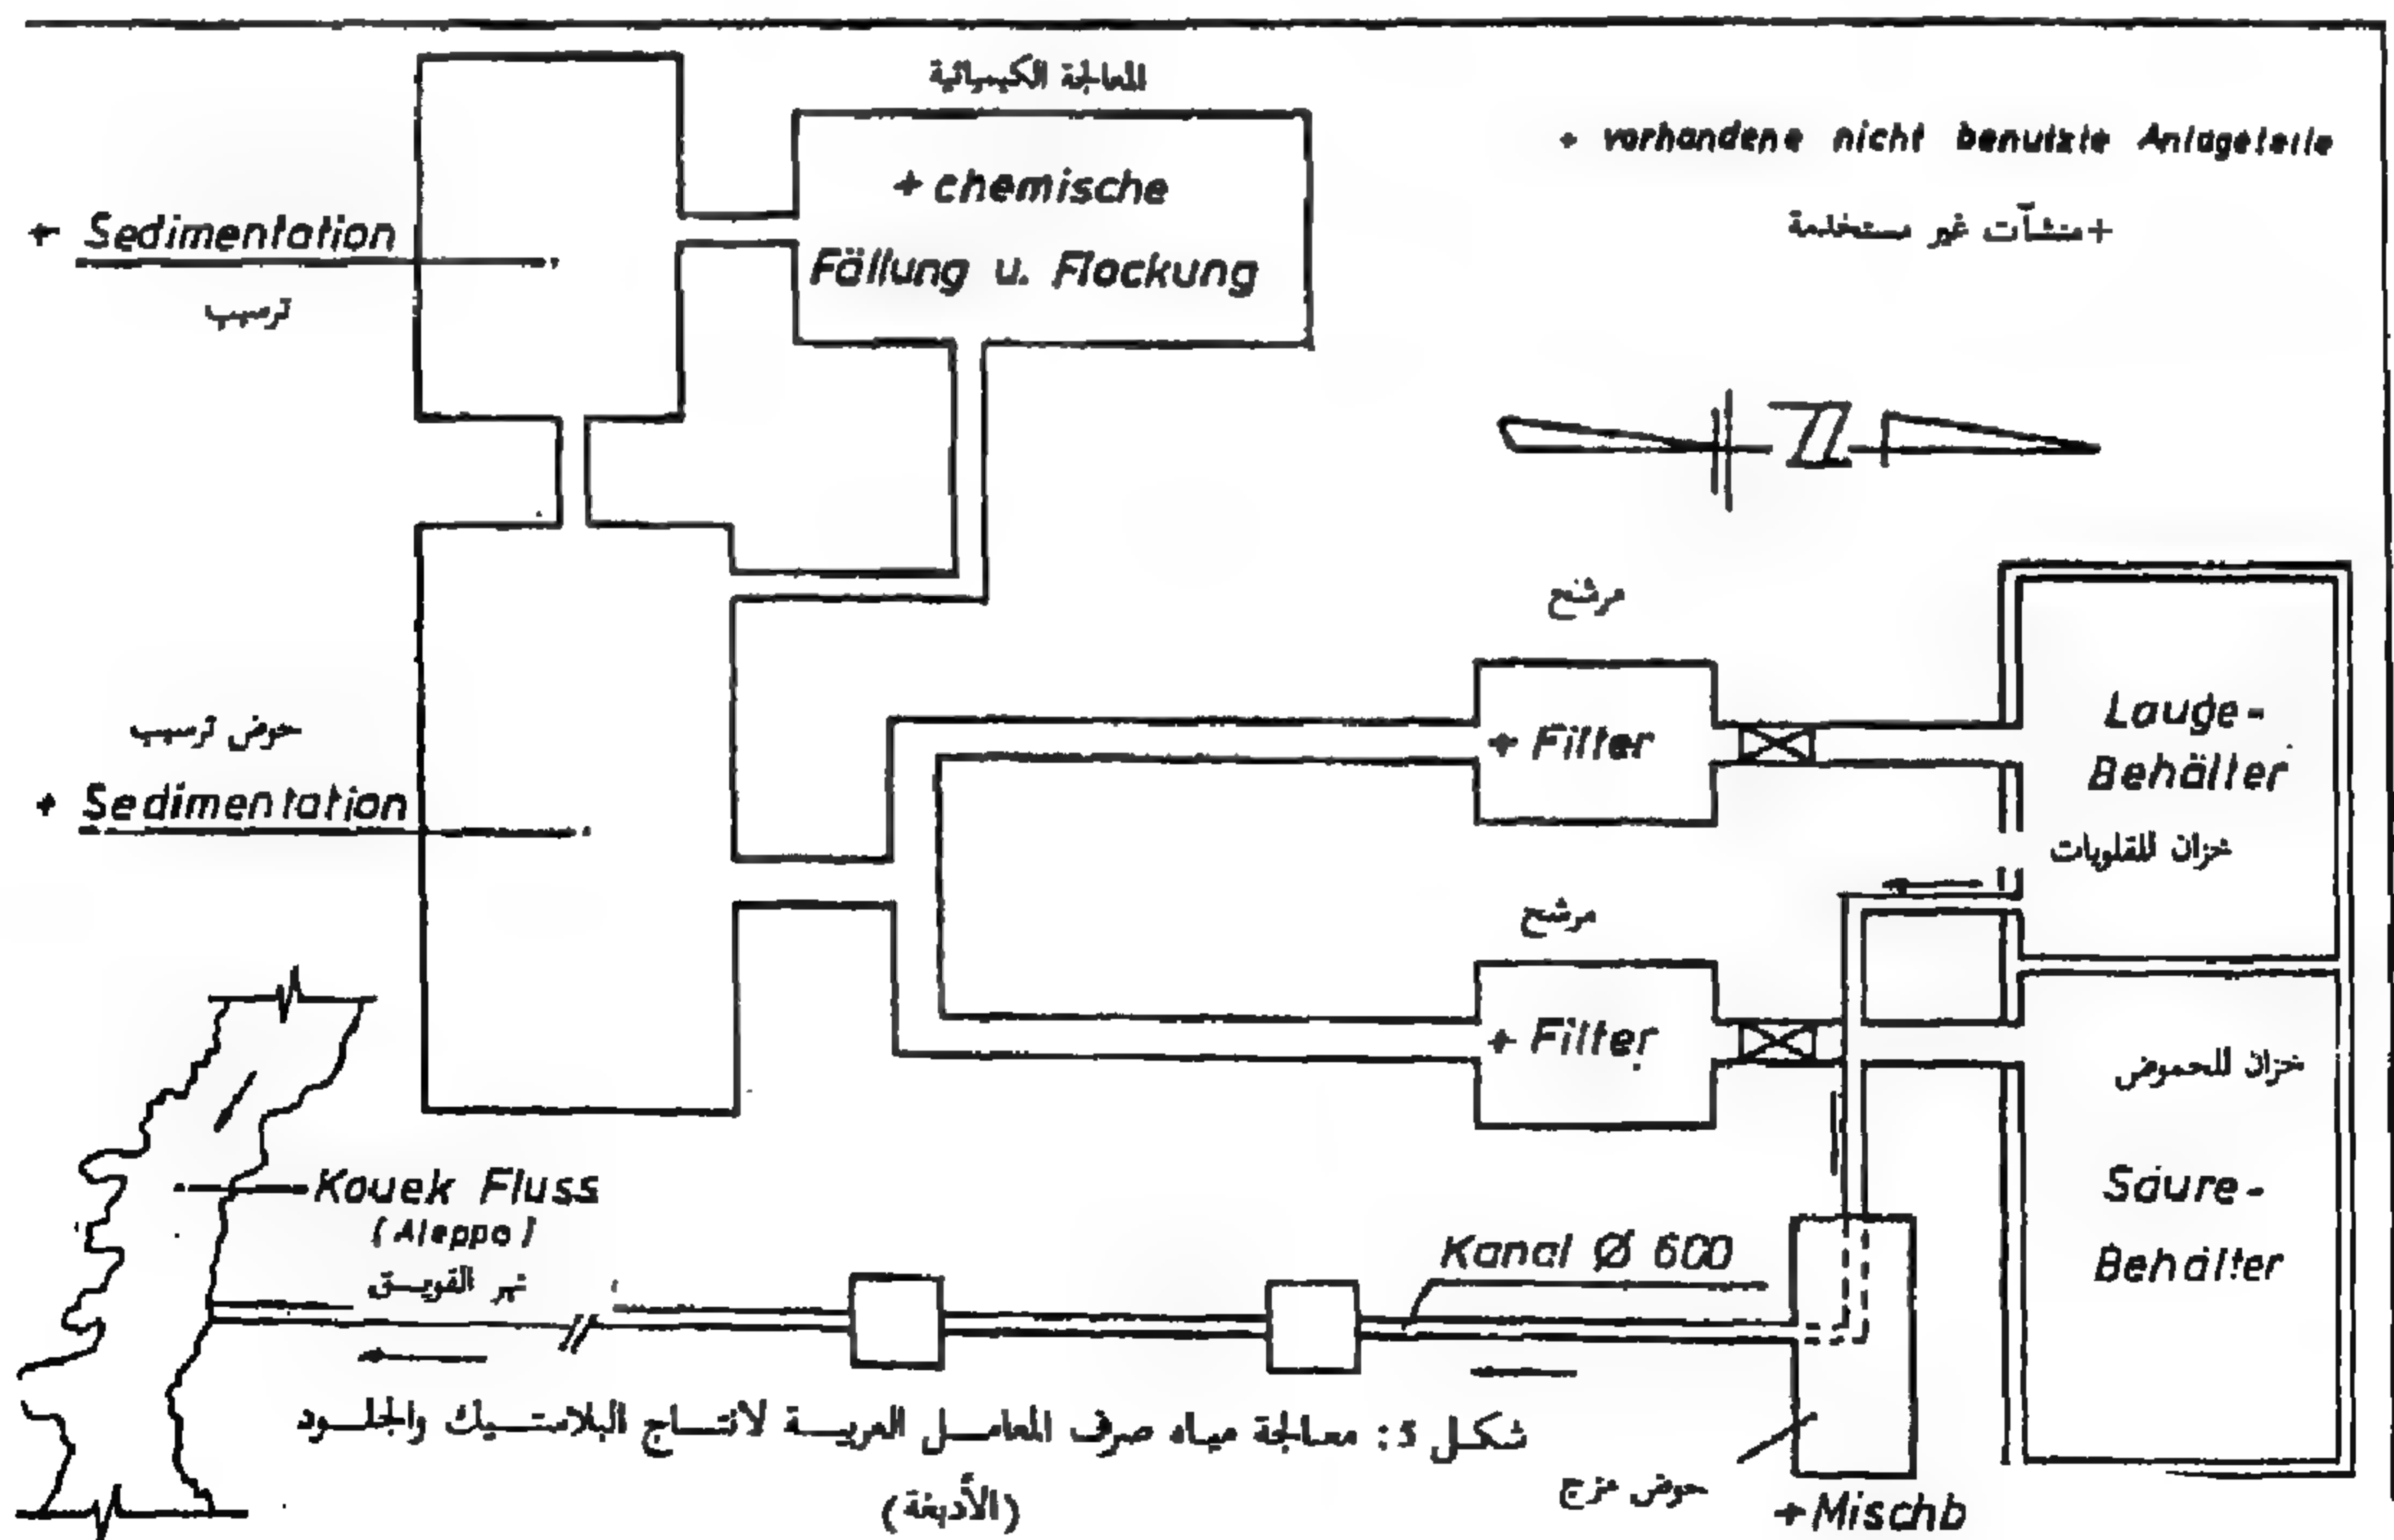 المعالجة الكيميائية
+ chemische
Fällung u. Flockung
+ vorhandene nicht benutzte Anlageteile
+ منشآت غير مستخدمة
+ Sedimentation
ترسيب
N
مرشح
+ Filter
Lauge-
Behälter
خزان للقلويات
حوض ترسيب
+ Sedimentation
مرشح
+ Filter
خزان للحموض
Säure-
Behälter
Kouek Fluss
(Aleppo)
نهر القويق
Kanal Ø 600
حوض مزج
+Mischb
شكل 5: معالجة مياه صرف المعامل العربية لانتاج البلاستيك والجلود
(الأدبغة)